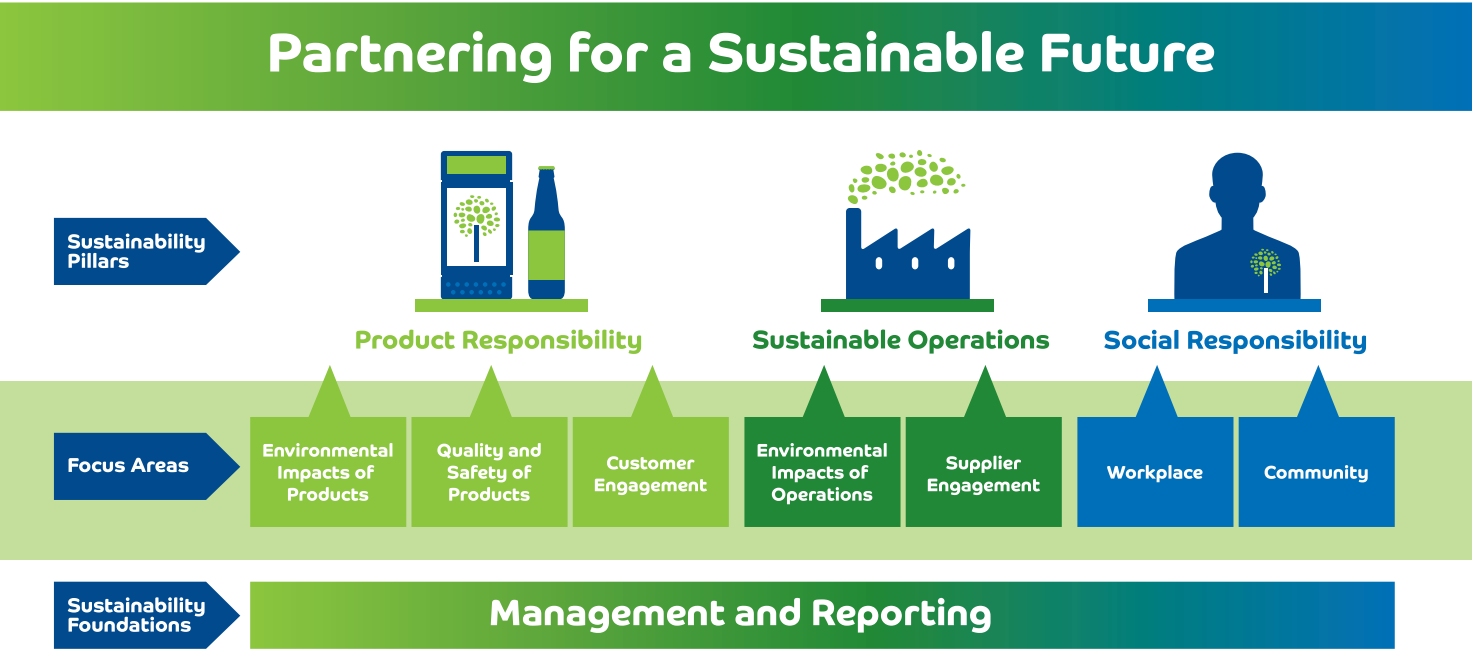 Partnering for a Sustainable Future
Sustainability
Pillars
Product Responsibility
Sustainable Operations
Social Responsibility
Focus Areas
Environmental
Impacts of
Products
Quality and
Safety of
Products
Customer
Engagement
Environmental
Impacts of
Operations
Supplier
Engagement
Workplace
Community
Sustainability
Foundations
Management and Reporting